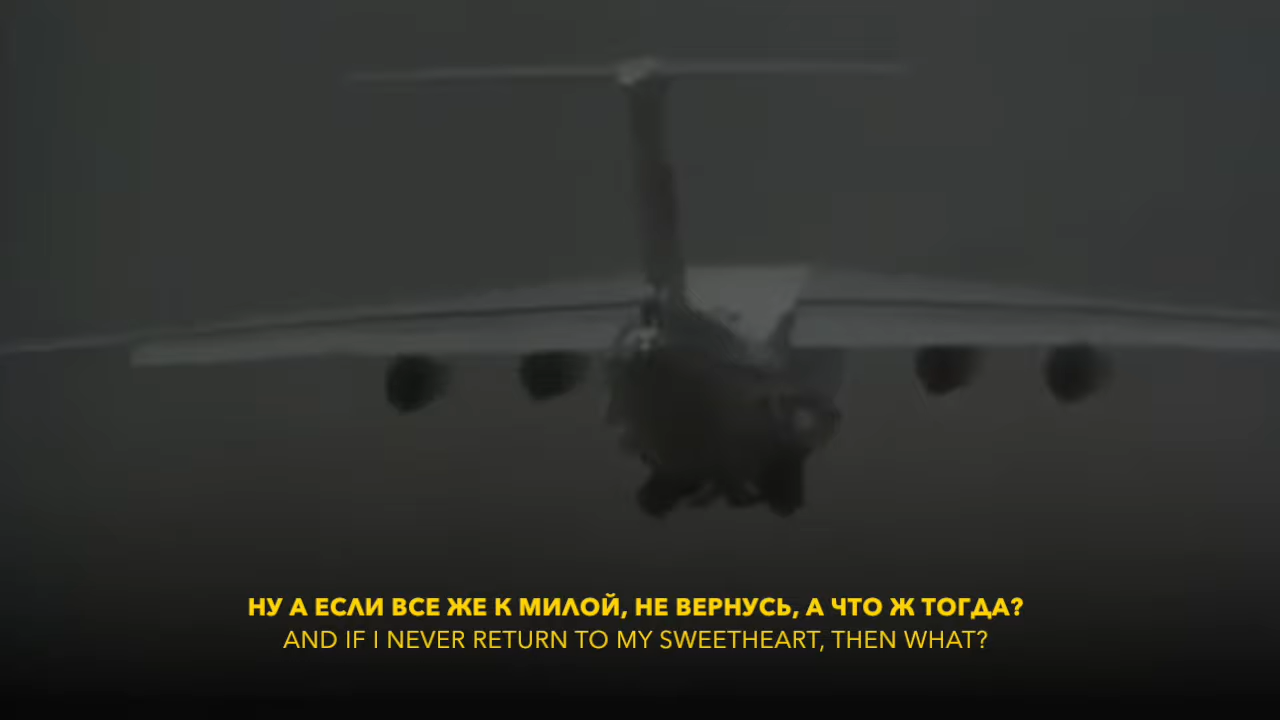 НУ А ЕСЛИ ВСЕ ЖЕ К МИЛОЙ, НЕ ВЕРНУСЬ, А ЧТО Ж ТОГДА?
AND IF I NEVER RETURN TO MY SWEETHEART, THEN WHAT?